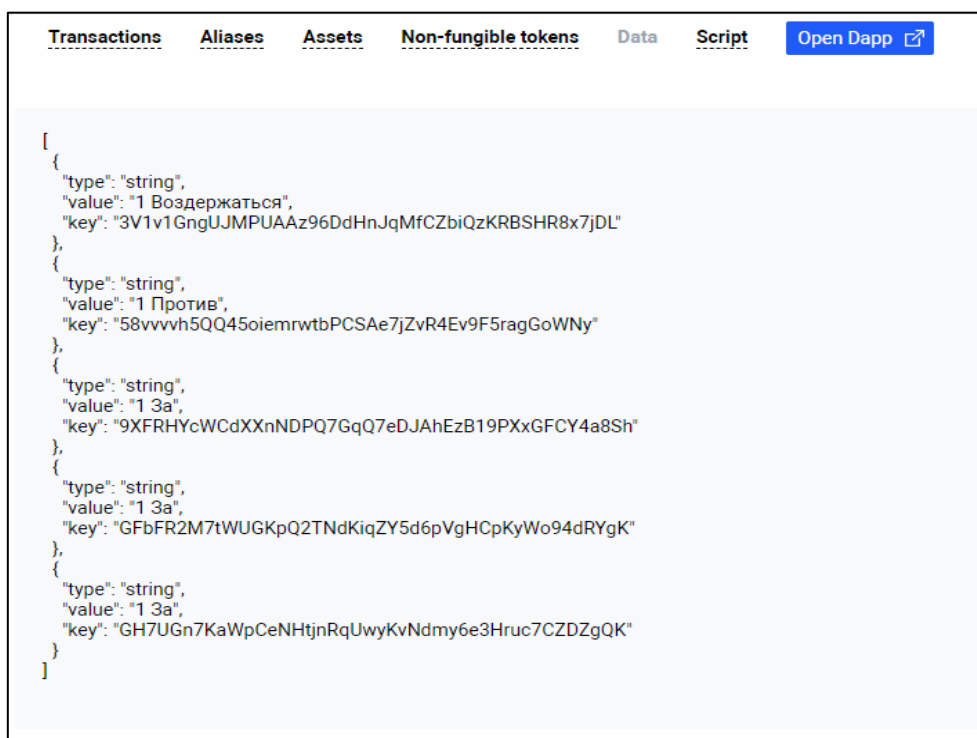 Transactions Aliases Assets Non-fungible tokens Data Script Open Dapp
[
{
"type": "string",
"value": "1 Воздержаться",
"key": "3V1v1GngUJMPUAAz96DdHnJqMfCZbiQzKRBSHR8x7jDL"
},
{
"type": "string",
"value": "1 Против",
"key": "58vvvvh5QQ45oiemrwtbPCSAe7jZvR4Ev9F5ragGoWNy"
},
{
"type": "string",
"value": "1 За",
"key": "9XFRHYcWCdXXnNDPQ7GqQ7eDJAhEzB19PXxGFCY4a8Sh"
},
{
"type": "string",
"value": "1 За",
"key": "GFbFR2M7tWUGKpQ2TNdKiqZY5d6pVgHCpKyWo94dRYgK"
},
{
"type": "string",
"value": "1 За",
"key": "GH7UGn7KaWpCeNHtjnRqUwyKvNdmy6e3Hruc7CZDZgQK"
}
]